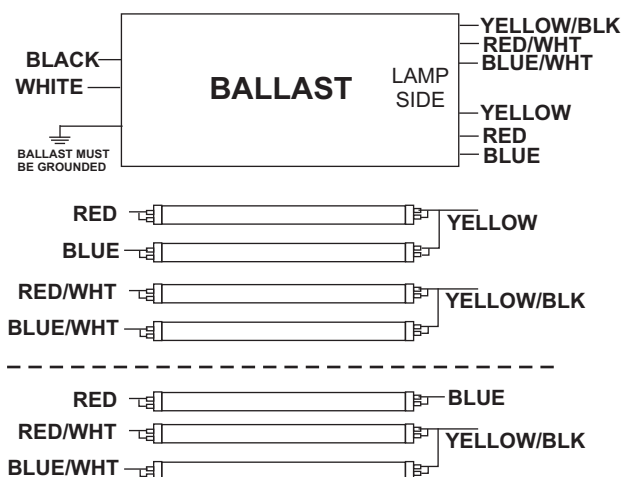 YELLOW/BLK
RED/WHT
BLUE/WHT
BLACK
WHITE
BALLAST
LAMP
SIDE
YELLOW
RED
BLUE
BALLAST MUST
BE GROUNDED
RED
YELLOW
BLUE
RED/WHT
YELLOW/BLK
BLUE/WHT
RED
BLUE
RED/WHT
YELLOW/BLK
BLUE/WHT